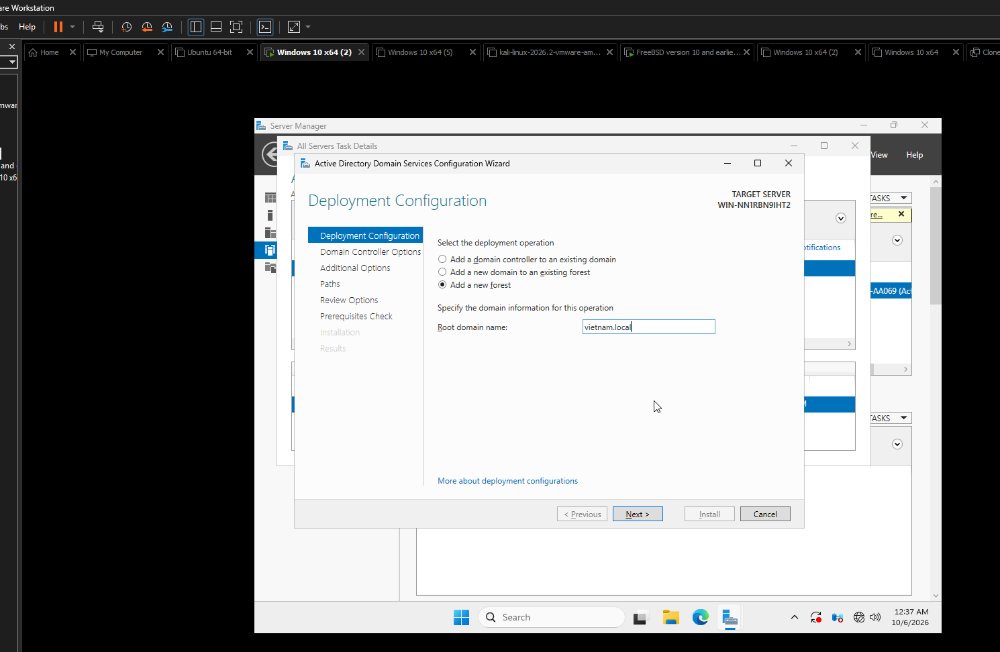 are Workstation
bs Help
Home
My Computer
Ubuntu 64-bit
Windows 10 x64 (2)
Windows 10 x64 (5)
kali-linux-2026.2-vmware-am...
FreeBSD version 10 and earlie...
Windows 10 x64 (2)
Windows 10 x64
Clone
mwar
and
10 x6
Server Manager
All Servers Task Details
View Help
Active Directory Domain Services Configuration Wizard
Deployment Configuration
TARGET SERVER
WIN-NN1RBN9IHT2
Deployment Configuration
Domain Controller Options
Additional Options
Paths
Review Options
Prerequisites Check
Installation
Results
Select the deployment operation
Add a domain controller to an existing domain
Add a new domain to an existing forest
Add a new forest
Specify the domain information for this operation
Root domain name: vietnam.local
More about deployment configurations
< Previous Next > Install Cancel
TASKS
re...
otifications
-AA069 (Act
TASKS
Search
12:37 AM
10/6/2026